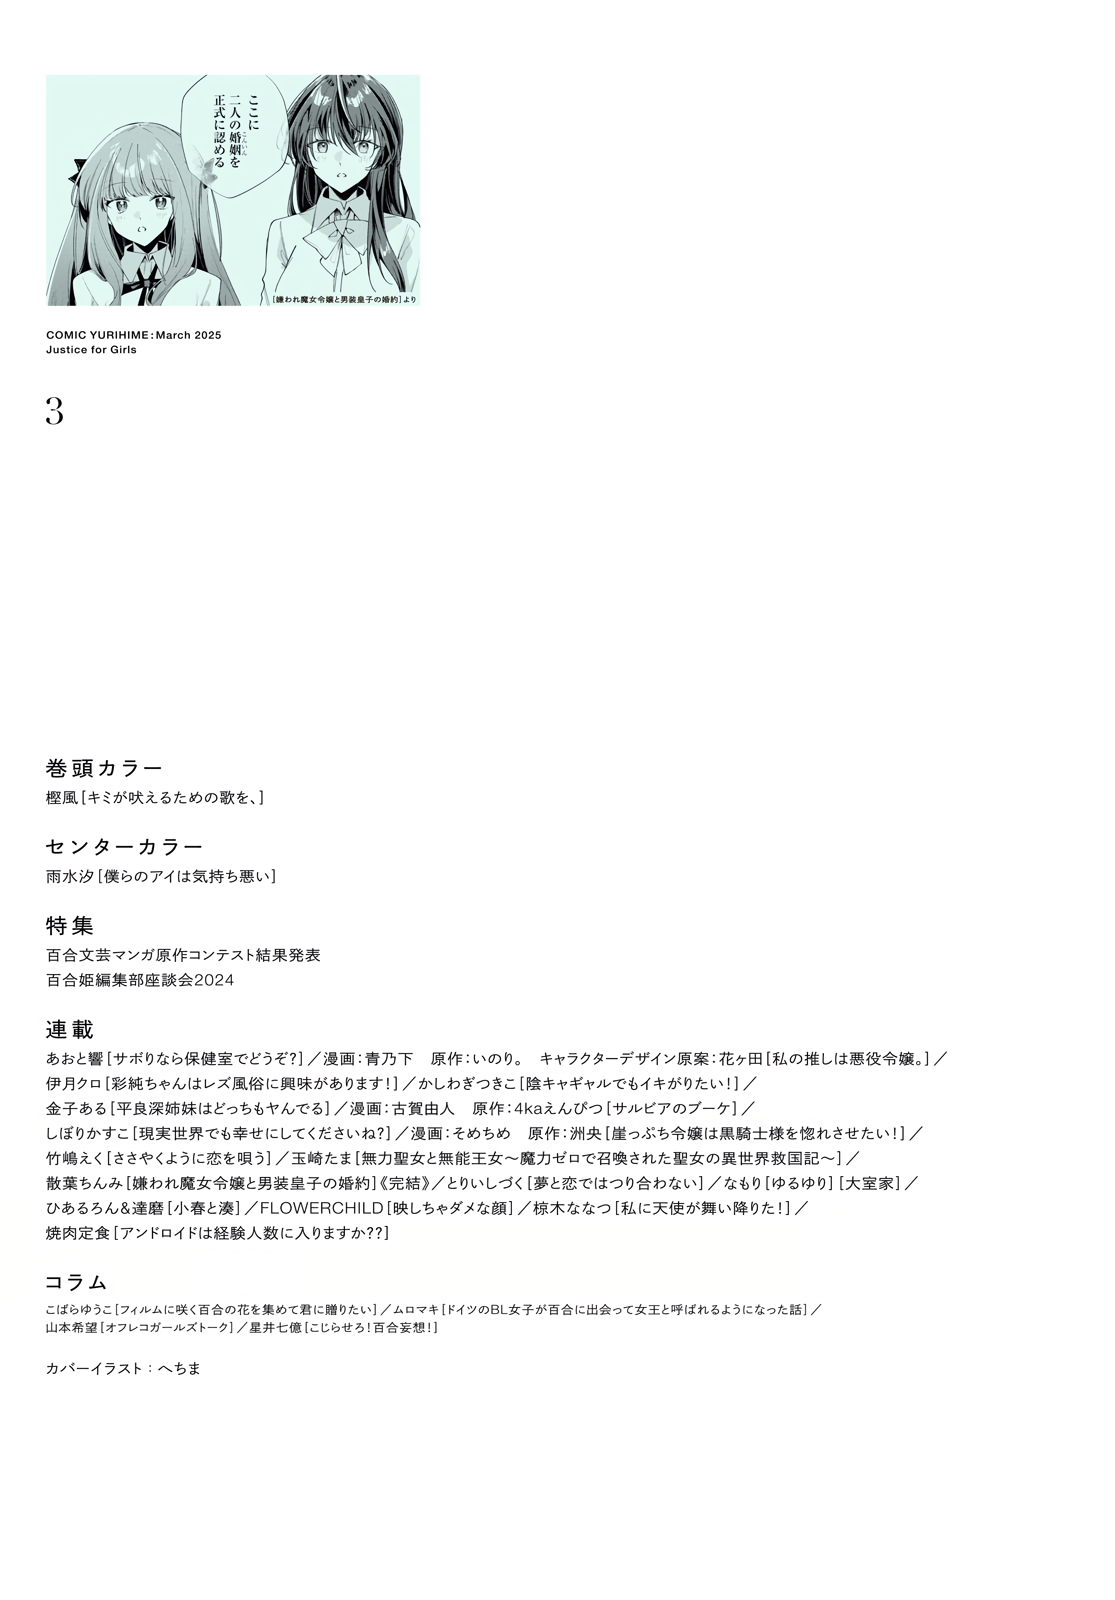 ここに
二人の婚姻を
こんいん
正式に認める
[嫌われ魔女令嬢と男装皇子の婚約]より
COMIC YURIHIME:March 2025
Justice for Girls
3
巻頭カラー
樫風[キミが吠えるための歌を、]
センターカラー
雨水汐[僕らのアイは気持ち悪い]
特集
百合文芸マンガ原作コンテスト結果発表
百合姫編集部座談会2024
連載
あおと響[サボりなら保健室でどうぞ?]／漫画:青乃下　原作:いのり。　キャラクターデザイン原案:花ヶ田[私の推しは悪役令嬢。]／
伊月クロ[彩純ちゃんはレズ風俗に興味があります!]／かしわぎつきこ[陰キャギャルでもイキがりたい!]／
金子ある[平良深姉妹はどっちもヤんでる]／漫画:古賀由人　原作:4kaえんぴつ[サルビアのブーケ]／
しぼりかすこ[現実世界でも幸せにしてくださいね?]／漫画:そめちめ　原作:洲央[崖っぷち令嬢は黒騎士様を惚れさせたい!]／
竹嶋えく[ささやくように恋を唄う]／玉崎たま[無力聖女と無能王女〜魔力ゼロで召喚された聖女の異世界救国記〜]／
散葉ちんみ[嫌われ魔女令嬢と男装皇子の婚約]《完結》／とりいしづく[夢と恋ではつり合わない]／なもり[ゆるゆり][大室家]／
ひあるろん&達磨[小春と湊]／FLOWERCHILD[映しちゃダメな顔]／椋木ななつ[私に天使が舞い降りた!]／
焼肉定食[アンドロイドは経験人数に入りますか??]
コラム
こばらゆうこ[フィルムに咲く百合の花を集めて君に贈りたい]／ムロマキ[ドイツのBL女子が百合に出会って女王と呼ばれるようになった話]／
山本希望[オフレコガールズトーク]／星井七億[こじらせろ!百合妄想!]
カバーイラスト:へちま